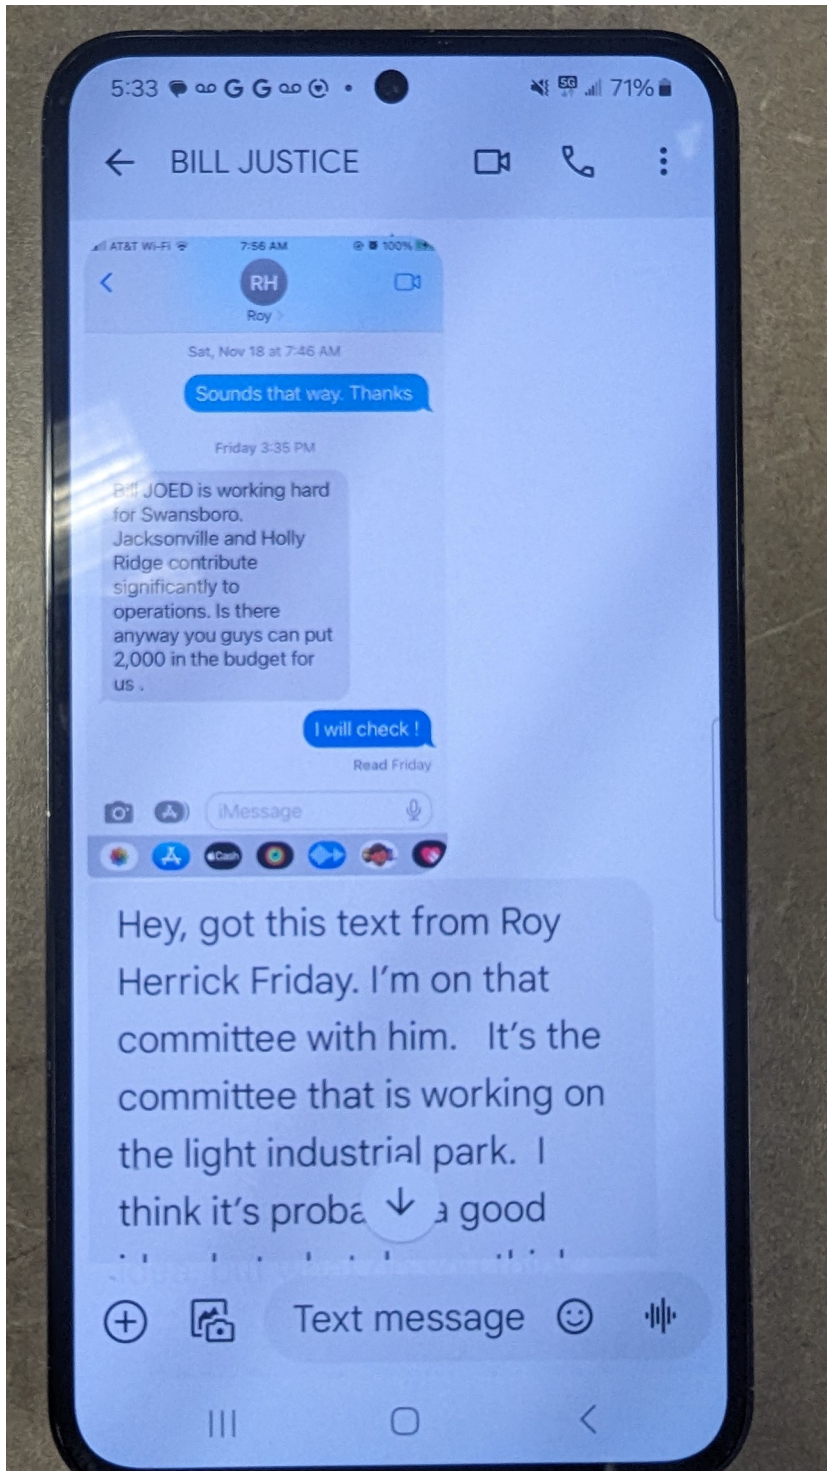 5:33 71%
BILL JUSTICE
AT&T Wi-Fi 7:56 AM 100%
RH
Roy
Sat, Nov 18 at 7:46 AM
Sounds that way. Thanks
Friday 3:35 PM
Bill JOED is working hard
for Swansboro.
Jacksonville and Holly
Ridge contribute
significantly to
operations. Is there
anyway you guys can put
2,000 in the budget for
us .
I will check !
Read Friday
iMessage
Cash
Hey, got this text from Roy
Herrick Friday. I'm on that
committee with him. It's the
committee that is working on
the light industrial park. I
think it's a good
Text message